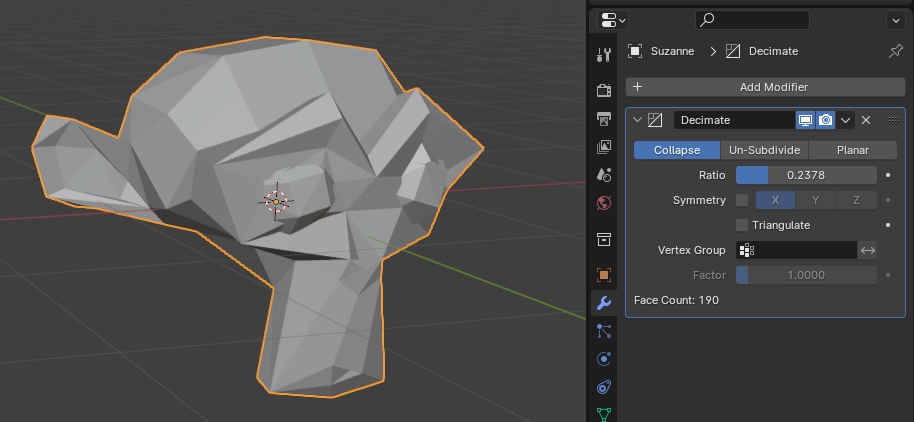 Suzanne > Decimate
+ Add Modifier
Decimate
Collapse Un-Subdivide Planar
Ratio 0.2378
Symmetry X Y Z
Triangulate
Vertex Group
Factor 1.0000
Face Count: 190